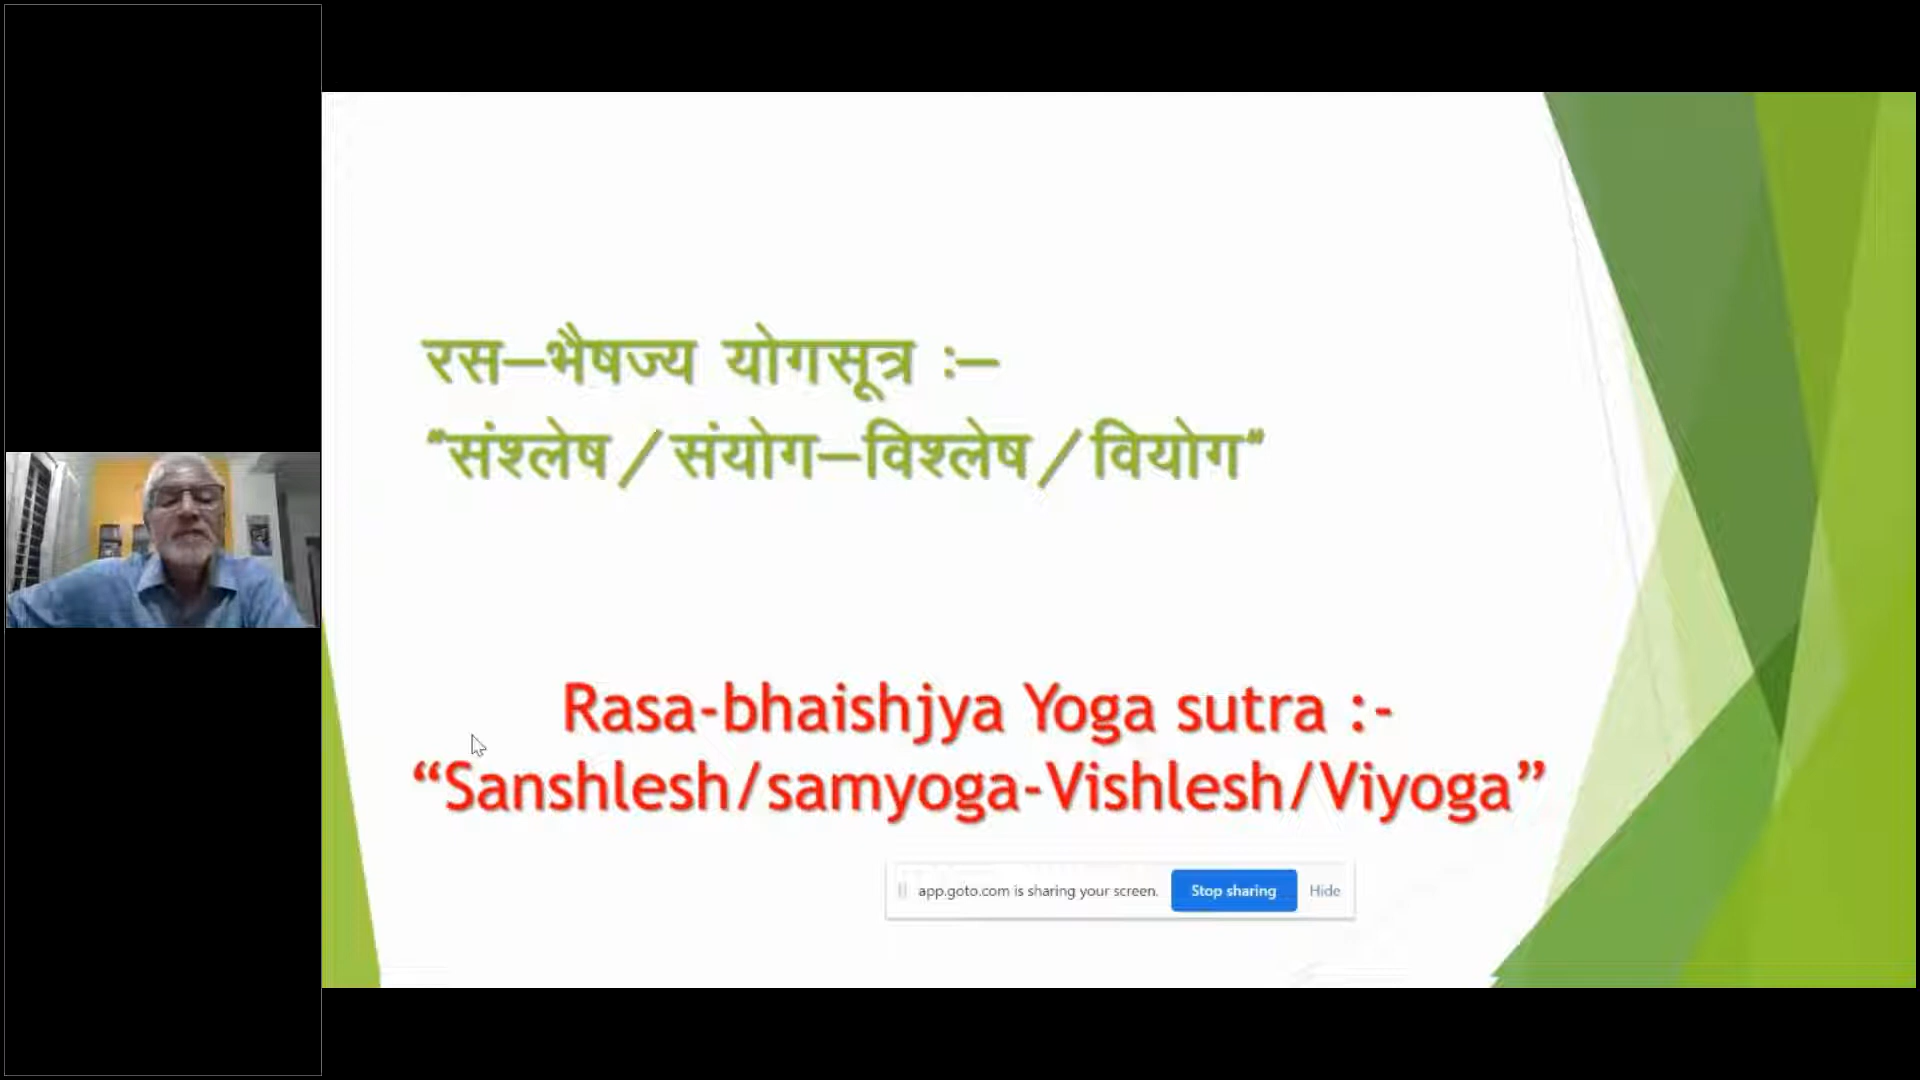 रस–भैषज्य योगसूत्र :–
“संश्लेष/संयोग–विश्लेष/वियोग”
Rasa-bhaishjya Yoga sutra :-
“Sanshlesh/samyoga-Vishlesh/Viyoga”
app.goto.com is sharing your screen. Stop sharing Hide